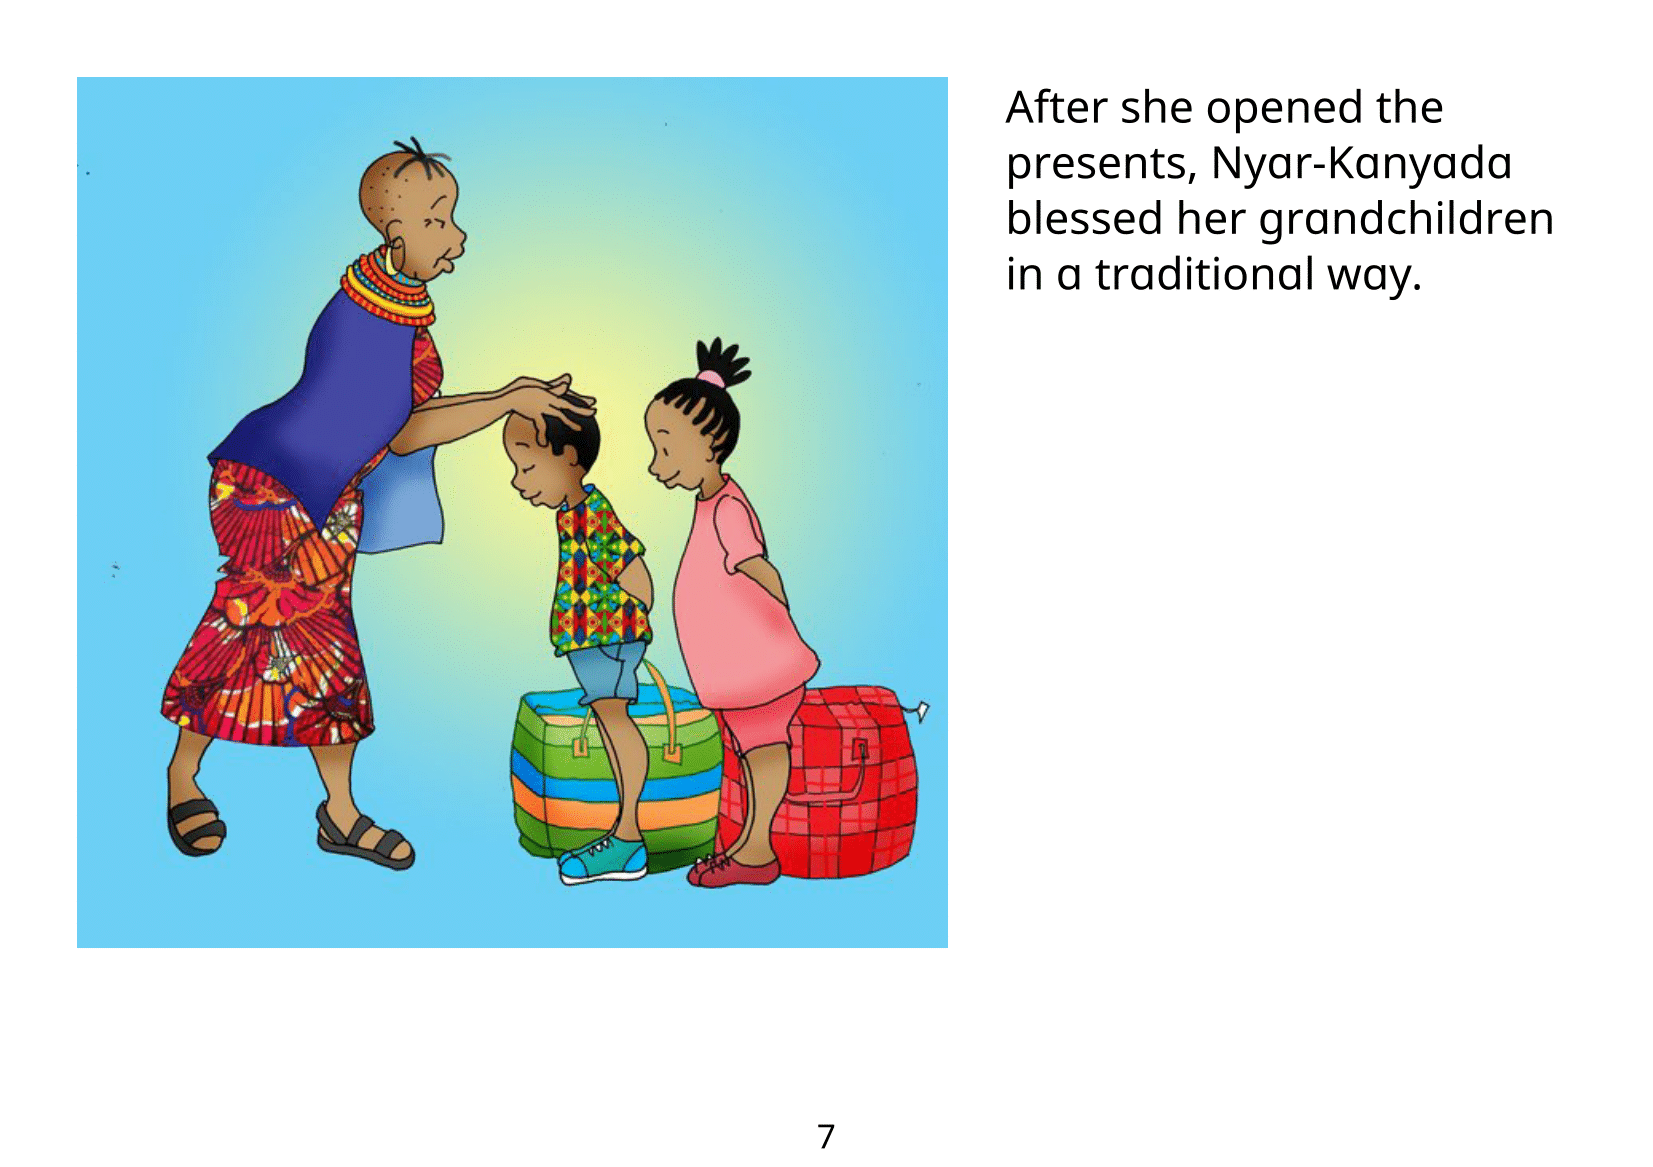 After she opened the
presents, Nyar-Kanyada
blessed her grandchildren
in a traditional way.
7